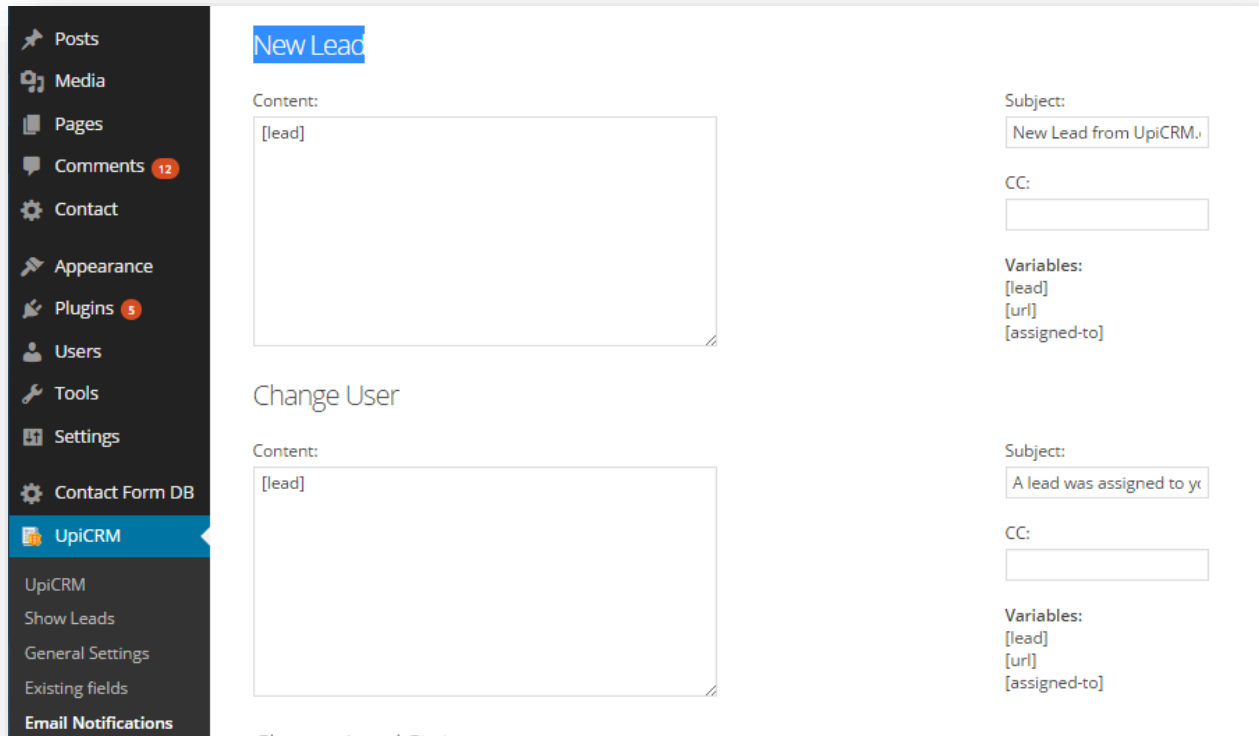 Posts
Media
Pages
Comments 12
Contact
Appearance
Plugins 5
Users
Tools
Settings
Contact Form DB
UpiCRM
UpiCRM
Show Leads
General Settings
Existing fields
Email Notifications
New Lead
Content:
[lead]
Subject:
New Lead from UpiCRM.
CC:
Variables:
[lead]
[url]
[assigned-to]
Change User
Content:
[lead]
Subject:
A lead was assigned to
CC:
Variables:
[lead]
[url]
[assigned-to]